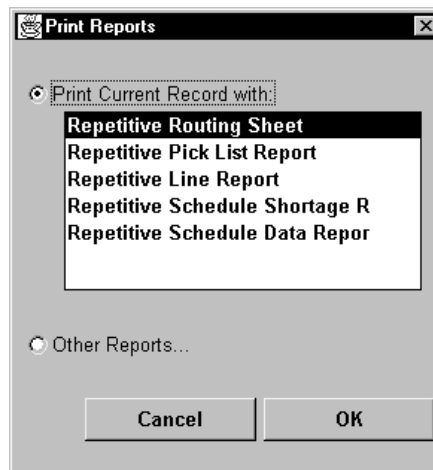 Print Reports
Print Current Record with:
Repetitive Routing Sheet
Repetitive Pick List Report
Repetitive Line Report
Repetitive Schedule Shortage R
Repetitive Schedule Data Repor
Other Reports...
Cancel OK